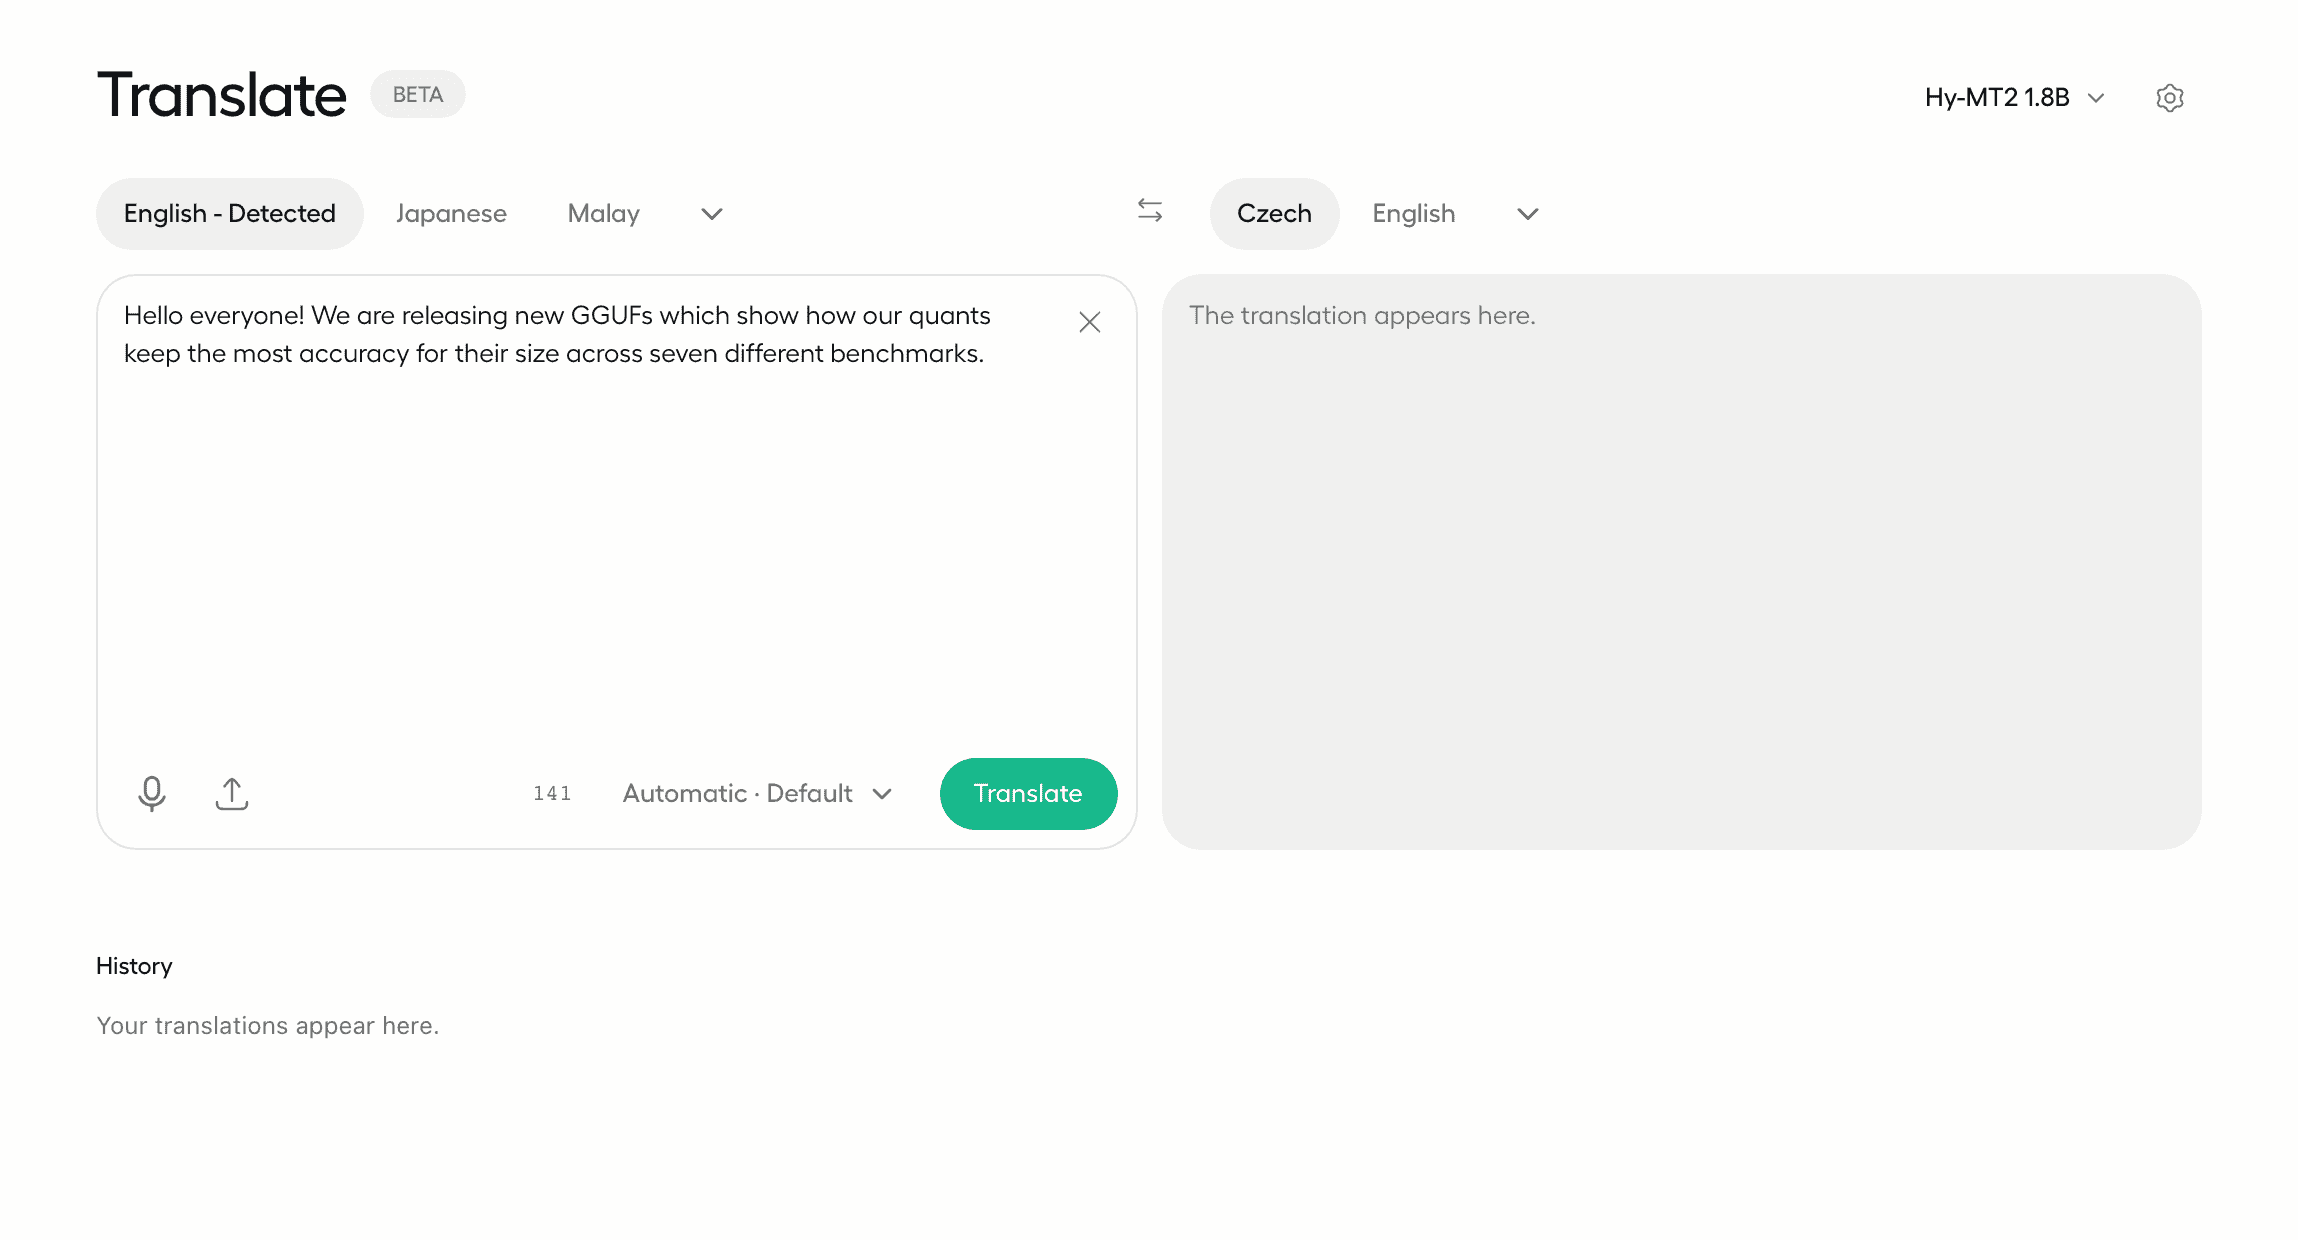 Translate BETA
Hy-MT2 1.8B
English - Detected Japanese Malay
Czech English
Hello everyone! We are releasing new GGUFs which show how our quants
keep the most accuracy for their size across seven different benchmarks.
The translation appears here.
141 Automatic · Default Translate
History
Your translations appear here.